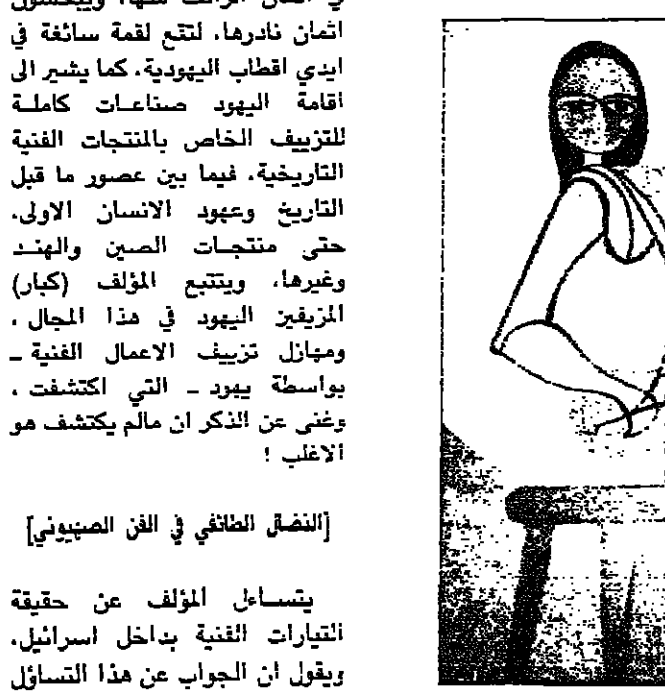 اثمان نادرها، لتقع لقمة سائغة في
ايدي اقطاب اليهودية. كما يشير الى
اقامة اليهود صناعات كاملة
للتزييف الخاص بالمنتجات الفنية
التاريخية. فيما بين عصور ما قبل
التاريخ وعهود الانسان الاولى.
حتى منتجات الصين والهند
وغيرها. ويتتبع المؤلف (كبار)
المزيفين اليهود في هذا المجال ،
ومهازل تزييف الاعمال الفنية ــ
بواسطة يهود ــ التي اكتشفت ،
وغنى عن الذكر ان مالم يكتشف هو
الاغلب !
[النضال الطائفي في الفن الصهيوني]
يتساءل المؤلف عن حقيقة
التيارات الفنية بداخل اسرائيل.
ويقول ان الجواب عن هذا التساؤل